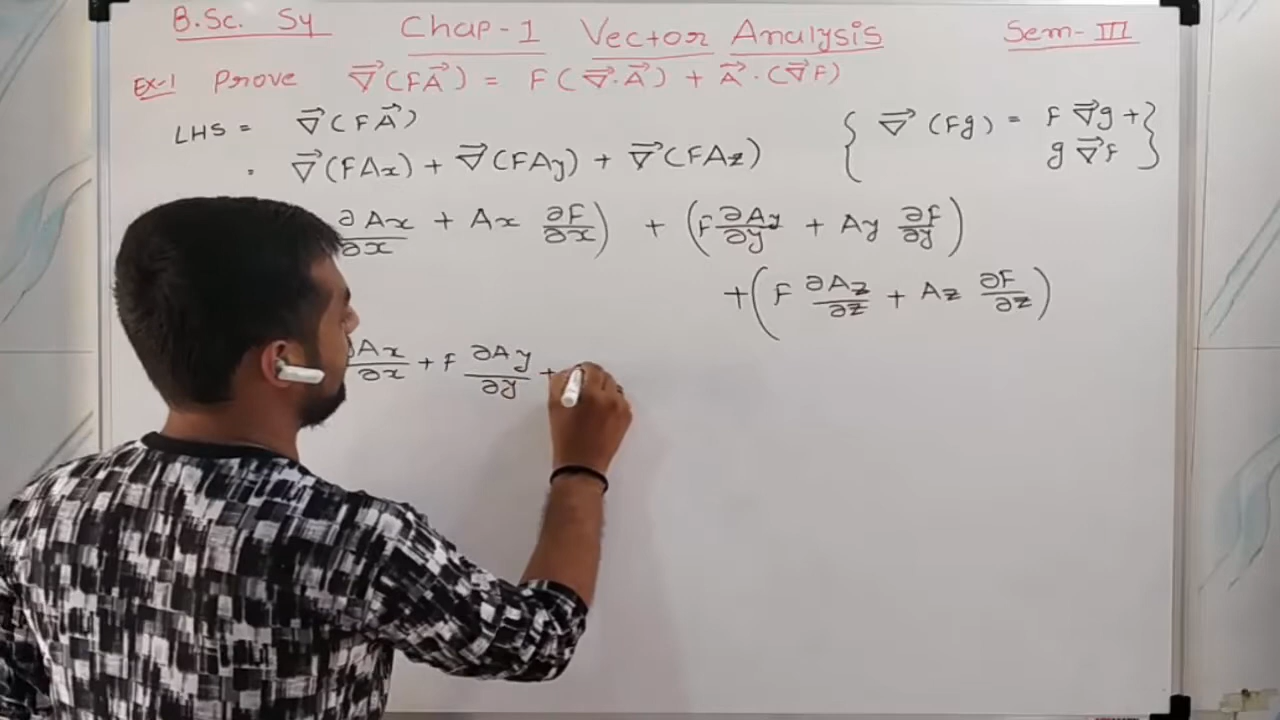 B.Sc. Sy Chap-1 Vector Analysis Sem-III
Ex-1 Prove ∇⃗(FA⃗) = F(∇⃗.A⃗) + A⃗.(∇⃗F)
LHS = ∇⃗(FA⃗) { ∇⃗(Fg) = F ∇⃗g + g ∇⃗F }
= ∇⃗(FAx) + ∇⃗(FAy) + ∇⃗(FAz)
∂Ax/∂x + Ax ∂F/∂x) + (F ∂Ay/∂y + Ay ∂F/∂y)
+(F ∂Az/∂z + Az ∂F/∂z)
∂Ax/∂x + F ∂Ay/∂y +